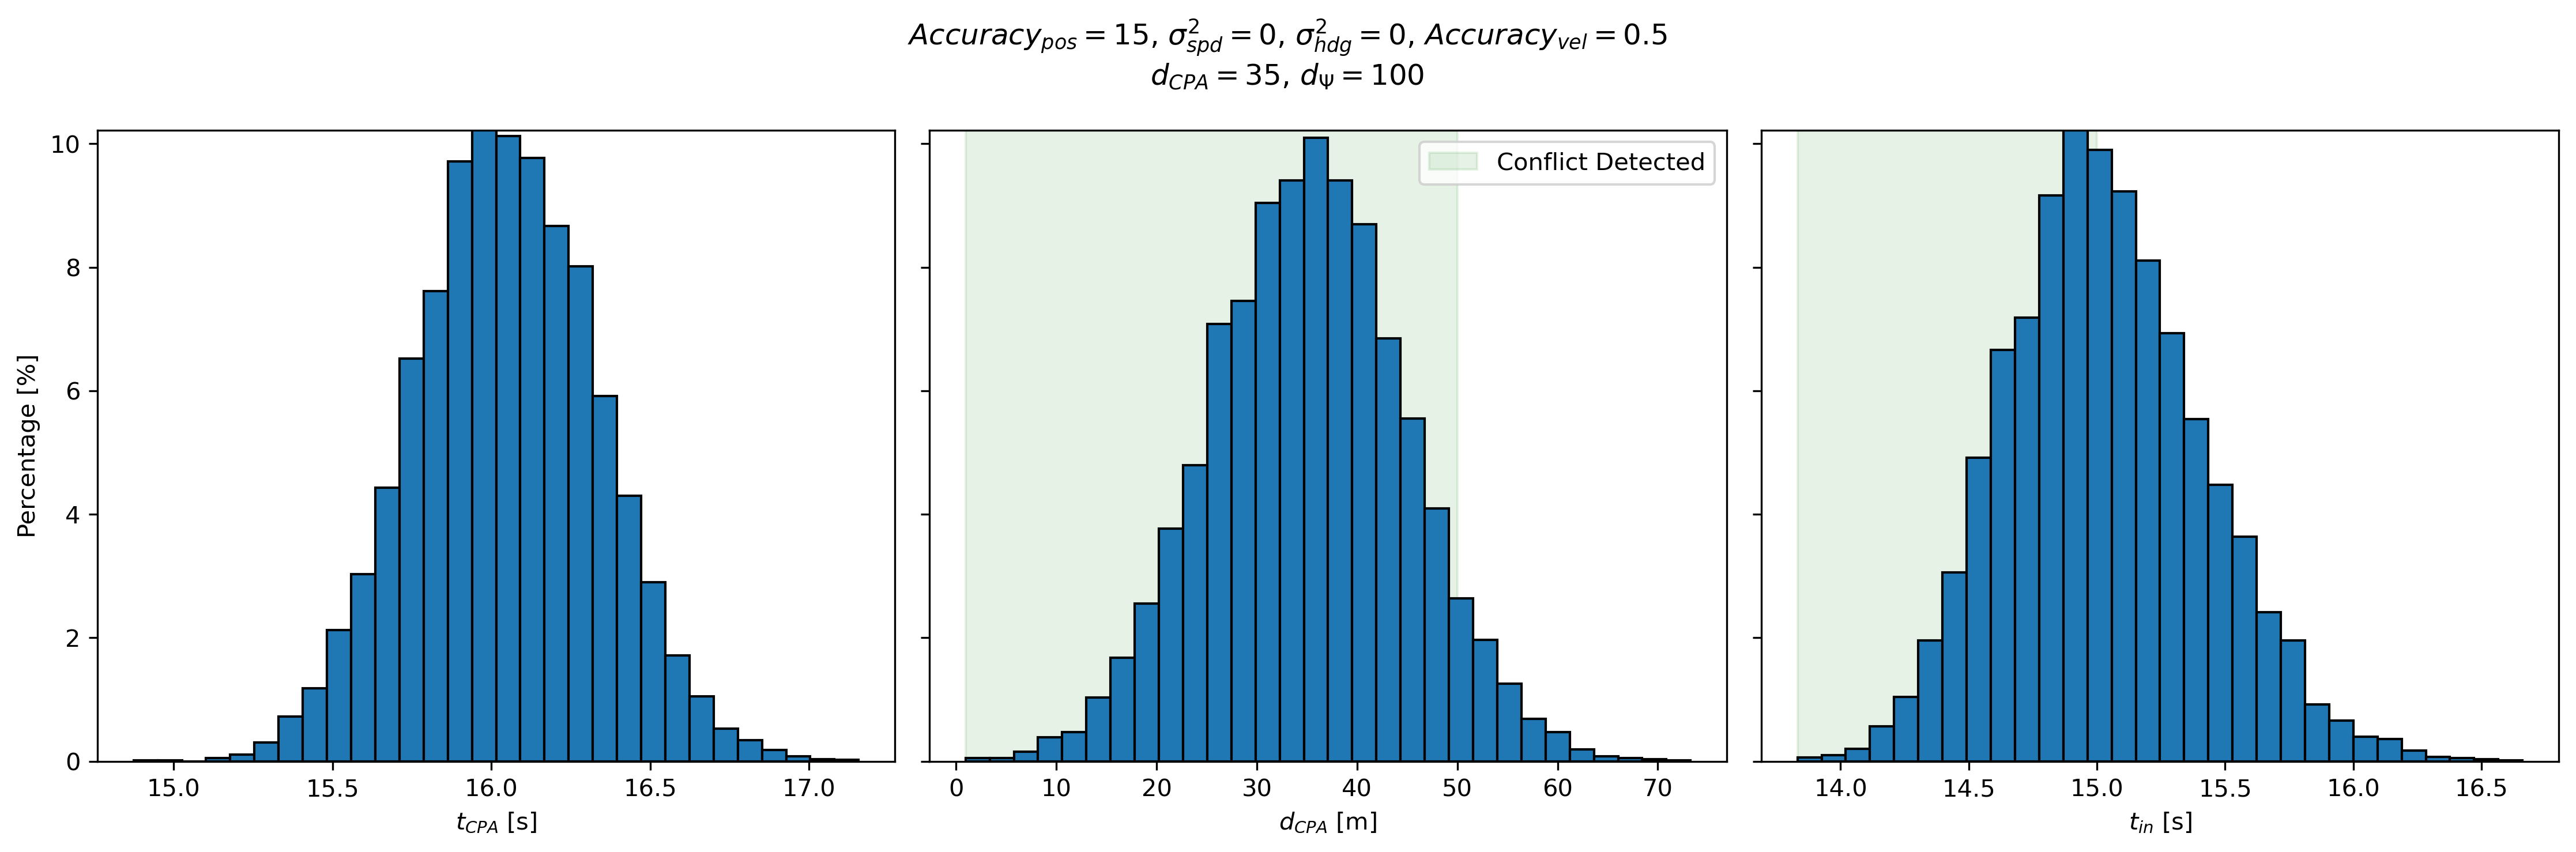 Accuracy_pos = 15, σ²_spd = 0, σ²_hdg = 0, Accuracy_vel = 0.5
d_CPA = 35, d_Ψ = 100
Percentage [%]
10
8
6
4
2
0
15.0 15.5 16.0 16.5 17.0
t_CPA [s]
Conflict Detected
0 10 20 30 40 50 60 70
d_CPA [m]
14.0 14.5 15.0 15.5 16.0 16.5
t_in [s]